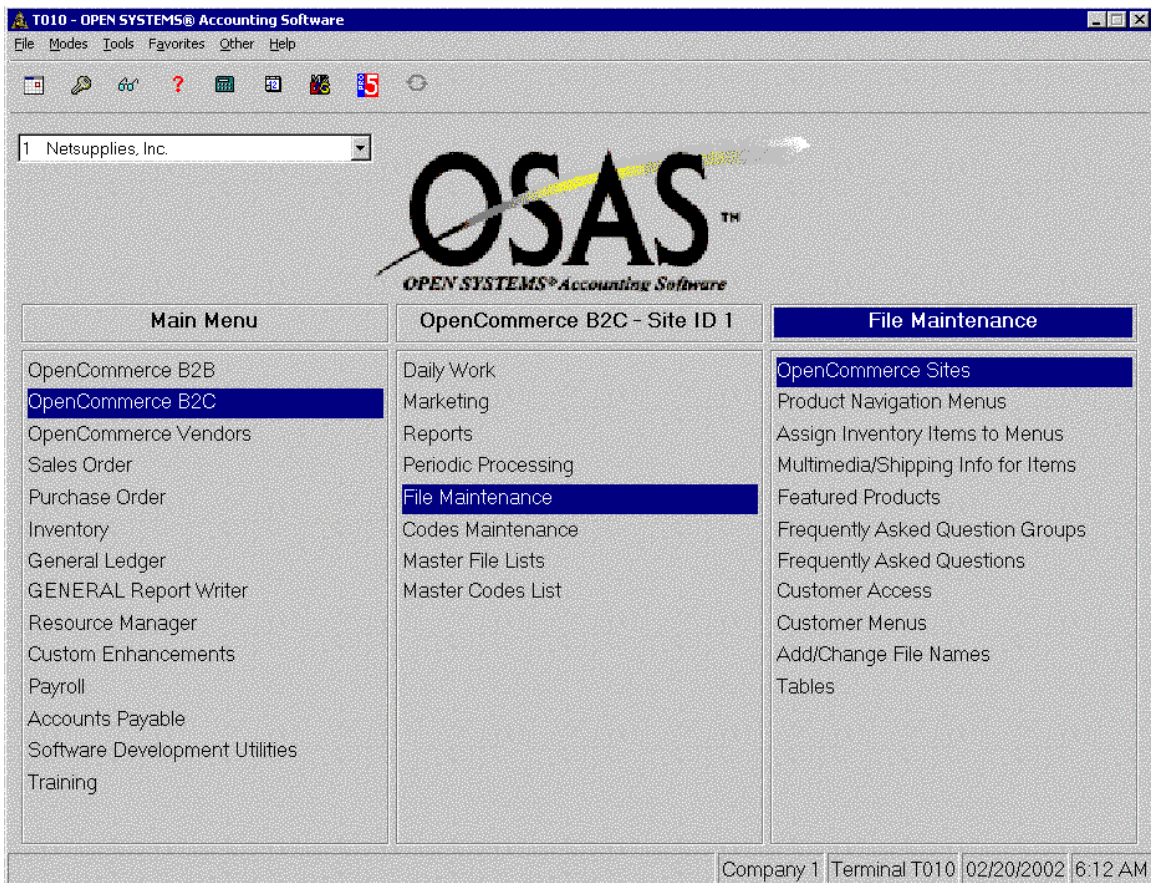 T010 - OPEN SYSTEMS® Accounting Software
File Modes Tools Favorites Other Help
1 Netsupplies, Inc.
OSAS TM
OPEN SYSTEMS® Accounting Software
Main Menu
OpenCommerce B2B
OpenCommerce B2C
OpenCommerce Vendors
Sales Order
Purchase Order
Inventory
General Ledger
GENERAL Report Writer
Resource Manager
Custom Enhancements
Payroll
Accounts Payable
Software Development Utilities
Training
OpenCommerce B2C - Site ID 1
Daily Work
Marketing
Reports
Periodic Processing
File Maintenance
Codes Maintenance
Master File Lists
Master Codes List
File Maintenance
OpenCommerce Sites
Product Navigation Menus
Assign Inventory Items to Menus
Multimedia/Shipping Info for Items
Featured Products
Frequently Asked Question Groups
Frequently Asked Questions
Customer Access
Customer Menus
Add/Change File Names
Tables
Company 1 Terminal T010 02/20/2002 6:12 AM